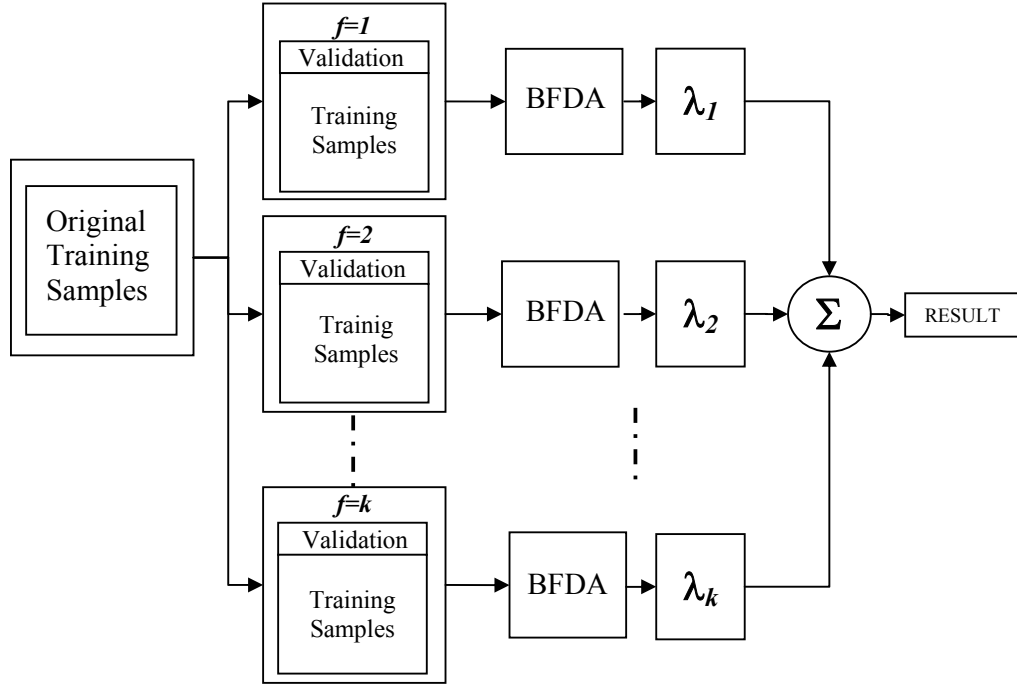 Original
Training
Samples
f=1
Validation
Training
Samples
BFDA
λ1
f=2
Validation
Trainig
Samples
BFDA
λ2
Σ
RESULT
f=k
Validation
Training
Samples
BFDA
λk